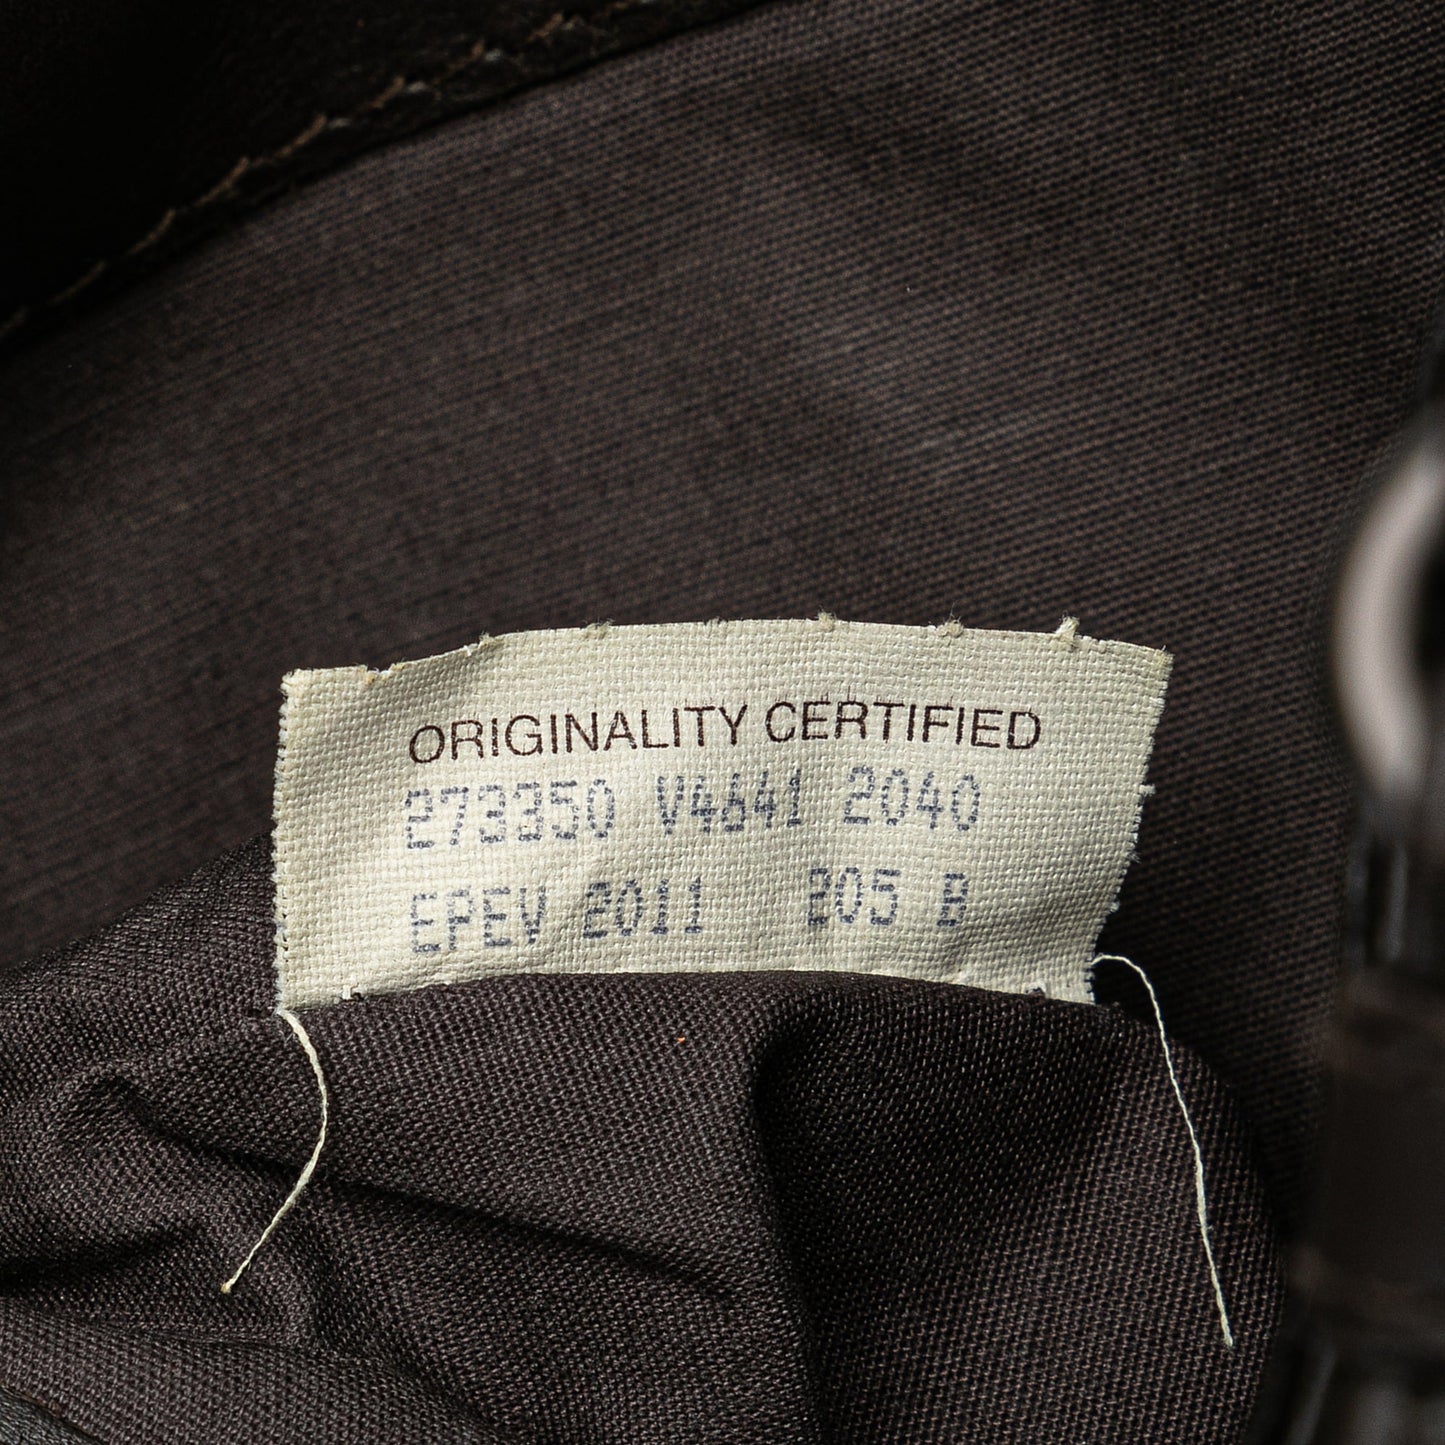 ORIGINALITY CERTIFIED
273350 V4641 2040
EPEV 2011 205 B